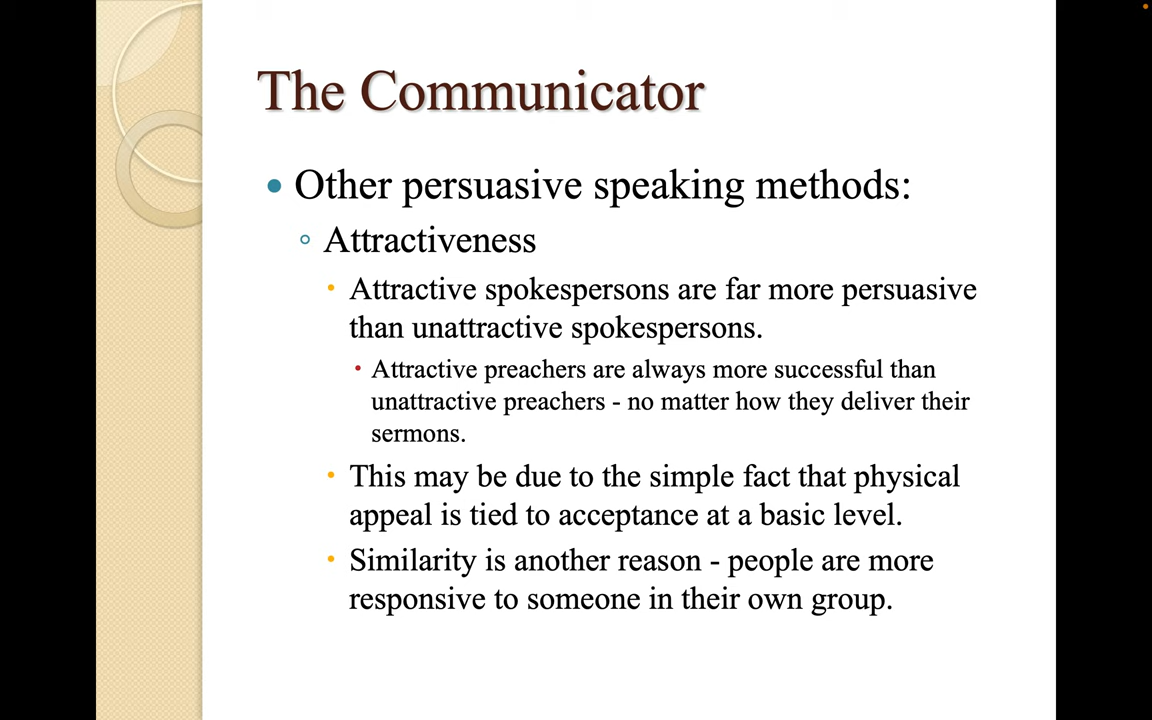 The Communicator
Other persuasive speaking methods:
Attractiveness
Attractive spokespersons are far more persuasive
than unattractive spokespersons.
Attractive preachers are always more successful than
unattractive preachers - no matter how they deliver their
sermons.
This may be due to the simple fact that physical
appeal is tied to acceptance at a basic level.
Similarity is another reason - people are more
responsive to someone in their own group.